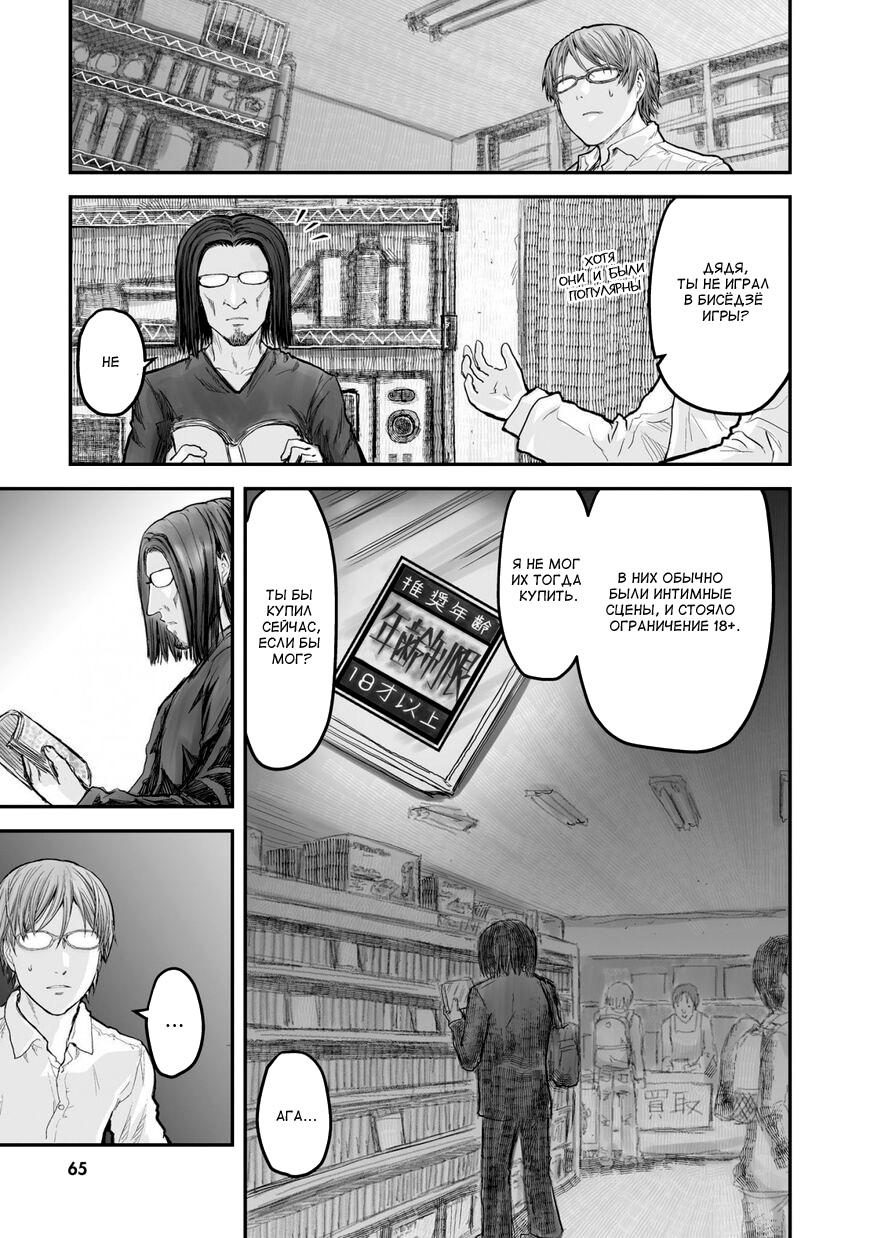 ДЯДЯ,
ТЫ НЕ ИГРАЛ
В БИСЁДЗЁ
ИГРЫ?
ХОТЯ
ОНИ И БЫЛИ
ПОПУЛЯРНЫ
НЕ
В НИХ ОБЫЧНО
БЫЛИ ИНТИМНЫЕ
СЦЕНЫ, И СТОЯЛО
ОГРАНИЧЕНИЕ 18+.
Я НЕ МОГ
ИХ ТОГДА
КУПИТЬ.
推奨年齢
年齢制限
18才以上
ТЫ БЫ
КУПИЛ
СЕЙЧАС,
ЕСЛИ БЫ
МОГ?
買取
АГА...
...
65